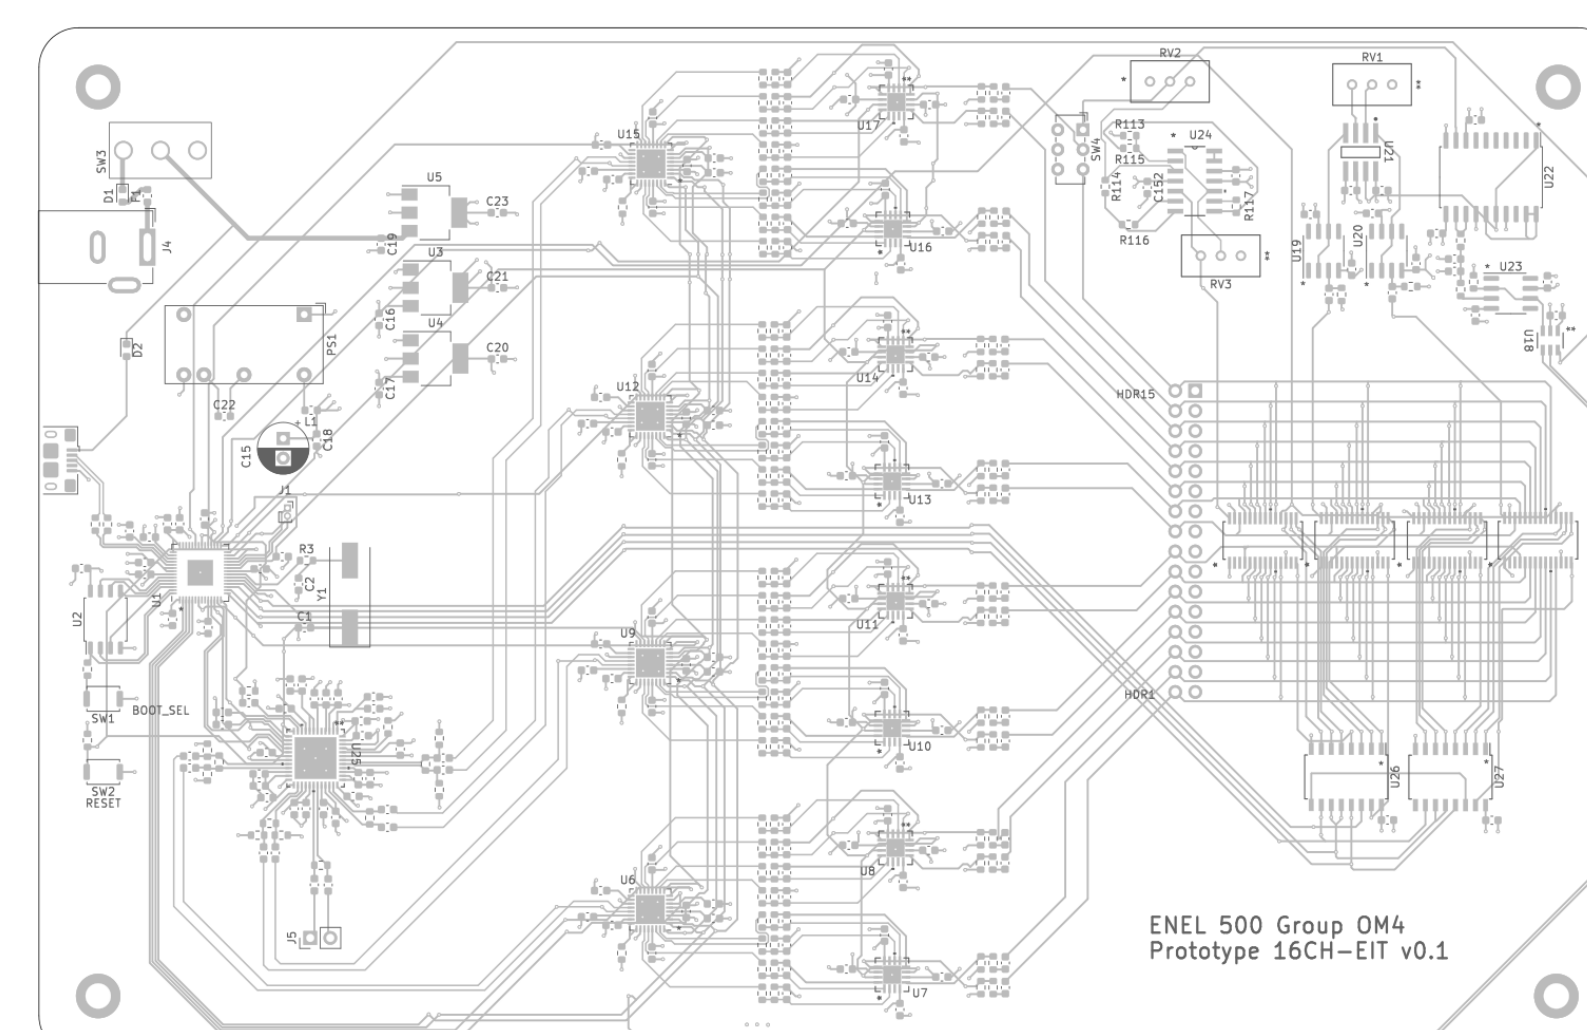 RV2
RV1
U17
U15
SW3
R113
U24
SW4
R115
U21
U22
D1
F1
U5
C23
R114
C152
R117
J4
C19
U16
R116
U19
U20
U3
C21
RV3
U23
C16
U4
U18
PS1
D2
C20
U14
C17
U12
HDR15
C22
L1
C18
C15
J1
U13
R3
C2
Y1
U1
U2
C1
U11
U9
SW1
BOOT_SEL
HDR1
U10
U25
U26
U27
SW2
RESET
U8
U6
ENEL 500 Group OM4
Prototype 16CH-EIT v0.1
J5
U7